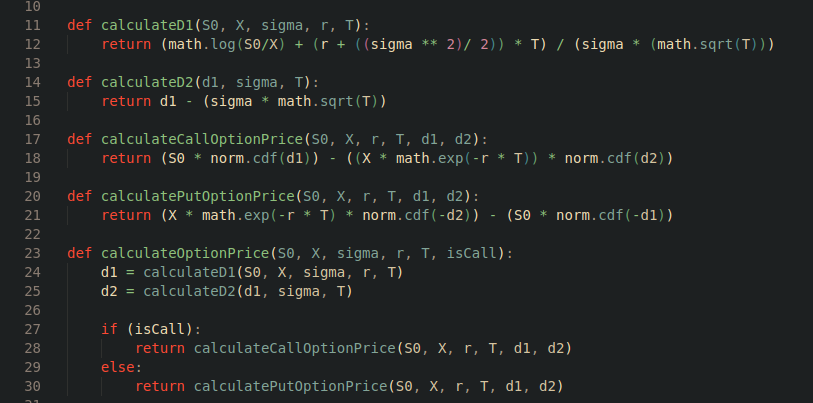 10
11 def calculateD1(S0, X, sigma, r, T):
12     return (math.log(S0/X) + (r + ((sigma ** 2)/ 2)) * T) / (sigma * (math.sqrt(T)))
13
14 def calculateD2(d1, sigma, T):
15     return d1 - (sigma * math.sqrt(T))
16
17 def calculateCallOptionPrice(S0, X, r, T, d1, d2):
18     return (S0 * norm.cdf(d1)) - ((X * math.exp(-r * T)) * norm.cdf(d2))
19
20 def calculatePutOptionPrice(S0, X, r, T, d1, d2):
21     return (X * math.exp(-r * T) * norm.cdf(-d2)) - (S0 * norm.cdf(-d1))
22
23 def calculateOptionPrice(S0, X, sigma, r, T, isCall):
24     d1 = calculateD1(S0, X, sigma, r, T)
25     d2 = calculateD2(d1, sigma, T)
26
27     if (isCall):
28         return calculateCallOptionPrice(S0, X, r, T, d1, d2)
29     else:
30         return calculatePutOptionPrice(S0, X, r, T, d1, d2)